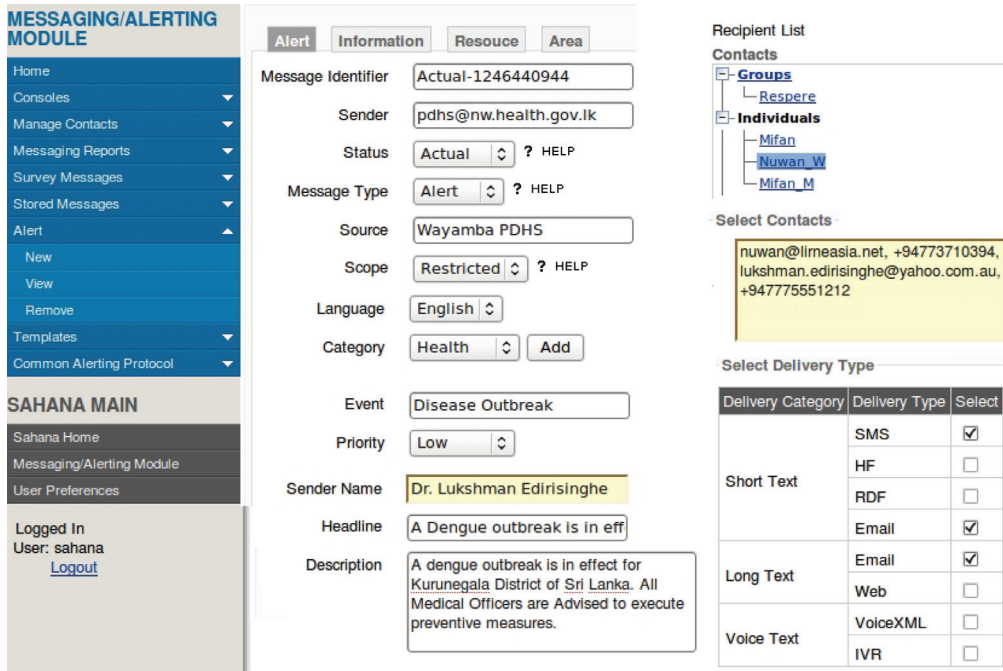 MESSAGING/ALERTING
MODULE
Home
Consoles
Manage Contacts
Messaging Reports
Survey Messages
Stored Messages
Alert
New
View
Remove
Templates
Common Alerting Protocol
SAHANA MAIN
Sahana Home
Messaging/Alerting Module
User Preferences
Logged In
User: sahana
Logout
Alert Information Resouce Area
Message Identifier Actual-1246440944
Sender pdhs@nw.health.gov.lk
Status Actual ? HELP
Message Type Alert ? HELP
Source Wayamba PDHS
Scope Restricted ? HELP
Language English
Category Health Add
Event Disease Outbreak
Priority Low
Sender Name Dr. Lukshman Edirisinghe
Headline A Dengue outbreak is in eff
Description A dengue outbreak is in effect for
Kurunegala District of Sri Lanka. All
Medical Officers are Advised to execute
preventive measures.
Recipient List
Contacts
Groups
Respere
Individuals
Mifan
Nuwan_W
Mifan_M
Select Contacts
nuwan@lirneasia.net, +94773710394,
lukshman.edirisinghe@yahoo.com.au,
+947775551212
Select Delivery Type
Delivery Category Delivery Type Select
Short Text
SMS
HF
RDF
Email
Long Text
Email
Web
Voice Text
VoiceXML
IVR